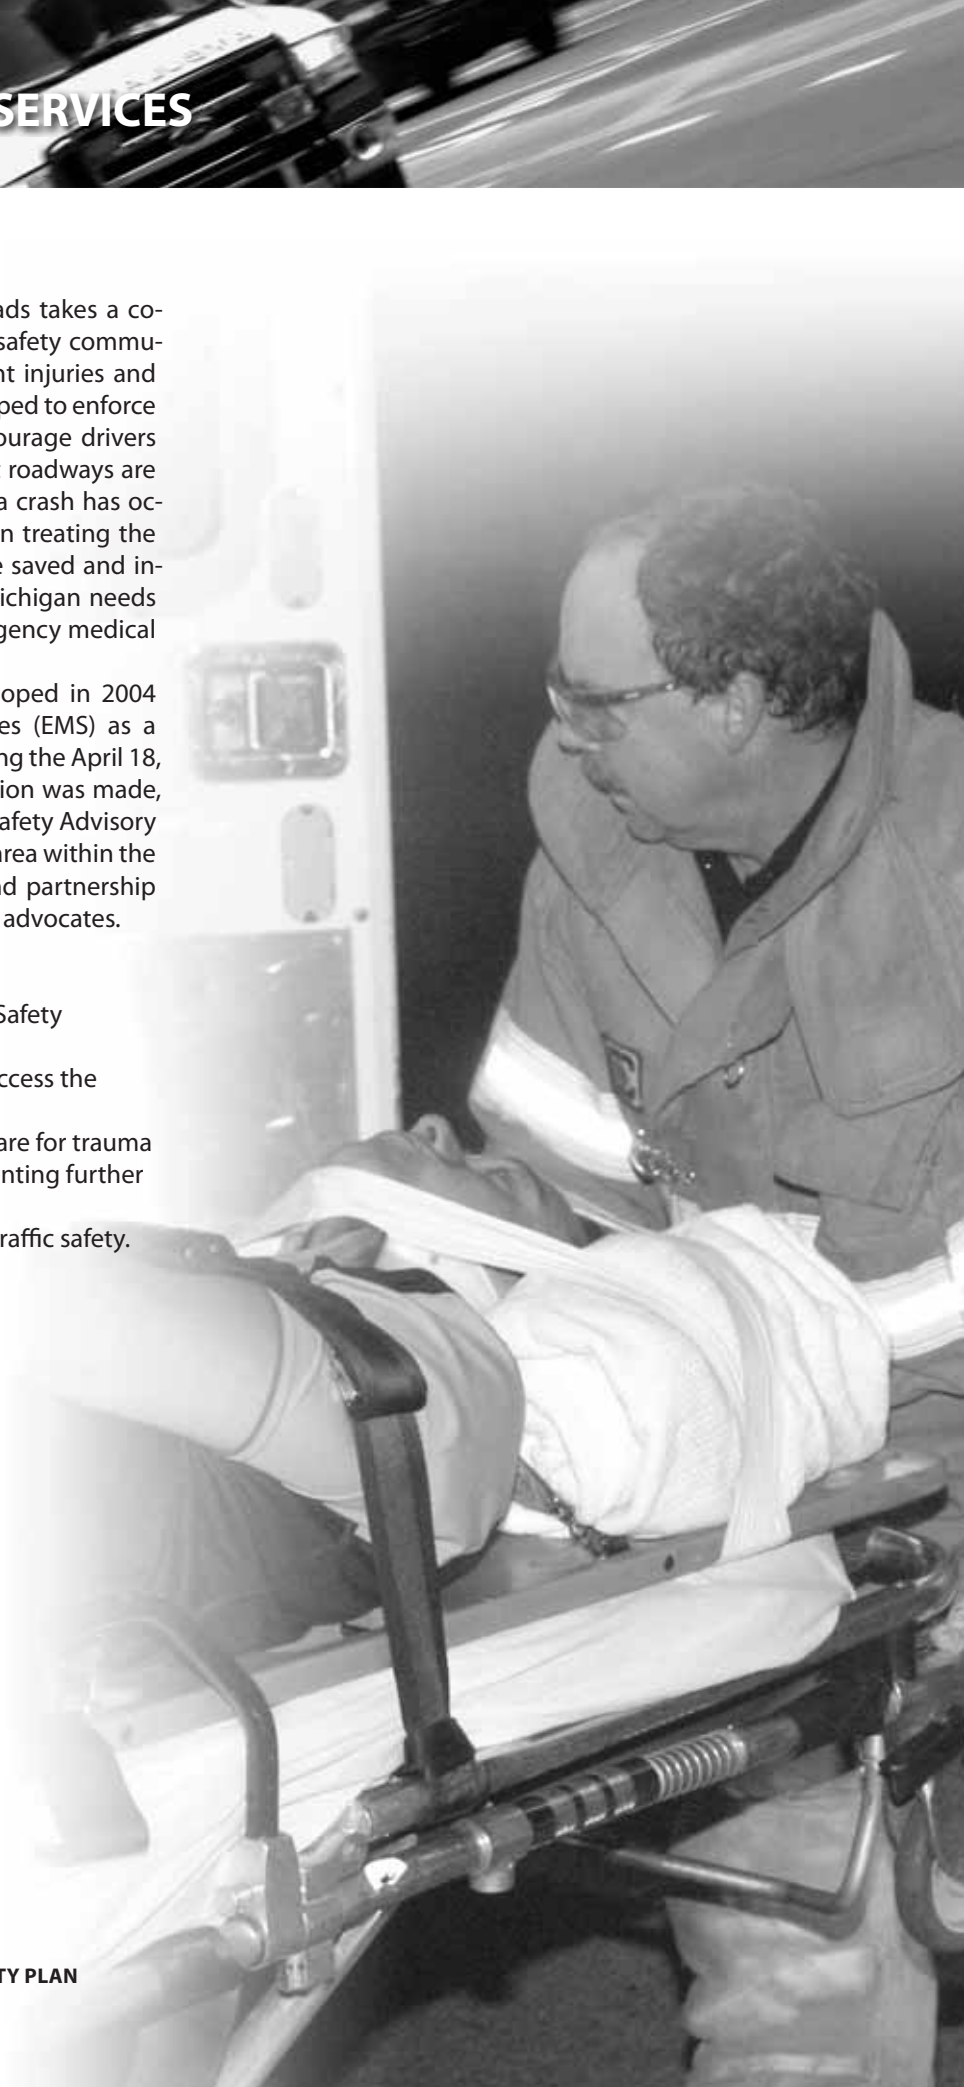 SERVICES
ads takes a co-
safety commu-
nt injuries and
ped to enforce
ourage drivers
t roadways are
a crash has oc-
n treating the
e saved and in-
ichigan needs
gency medical
oped in 2004
es (EMS) as a
ng the April 18,
ion was made,
afety Advisory
area within the
nd partnership
advocates.
Safety
ccess the
are for trauma
nting further
raffic safety.
TY PLAN